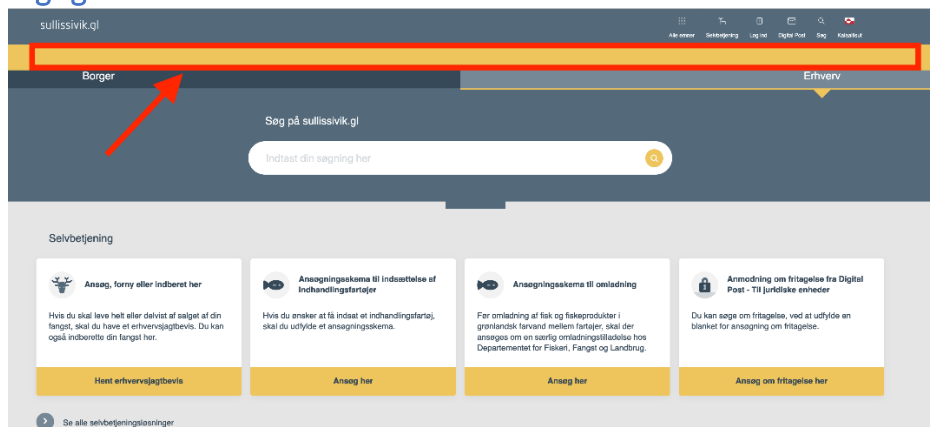 sullissivik.gl
Alle emner Selvbetjening Log ind Digital Post Søg Kalaallisut
Borger Erhverv
Søg på sullissivik.gl
Indtast din søgning her
Selvbetjening
Ansøg, forny eller indberet her
Hvis du skal leve helt eller delvist af salget af din
fangst, skal du have et erhvervsjagtbevis. Du kan
også indberette din fangst her.
Hent erhvervsjagtbevis
Ansøgningsskema til indsættelse af
Indhandlingsfartøjer
Hvis du ønsker at få indsat et indhandlingsfartøj,
skal du udfylde et ansøgningsskema.
Ansøg her
Ansøgningsskema til omladning
Før omladning af fisk og fiskeprodukter i
grønlandsk farvand mellem fartøjer, skal der
ansøges om en særlig omladningstilladelse hos
Departementet for Fiskeri, Fangst og Landbrug.
Ansøg her
Anmodning om fritagelse fra Digital
Post - Til juridiske enheder
Du kan søge om fritagelse, ved at udfylde en
blanket for ansøgning om fritagelse.
Ansøg om fritagelse her
Se alle selvbetjeningsløsninger